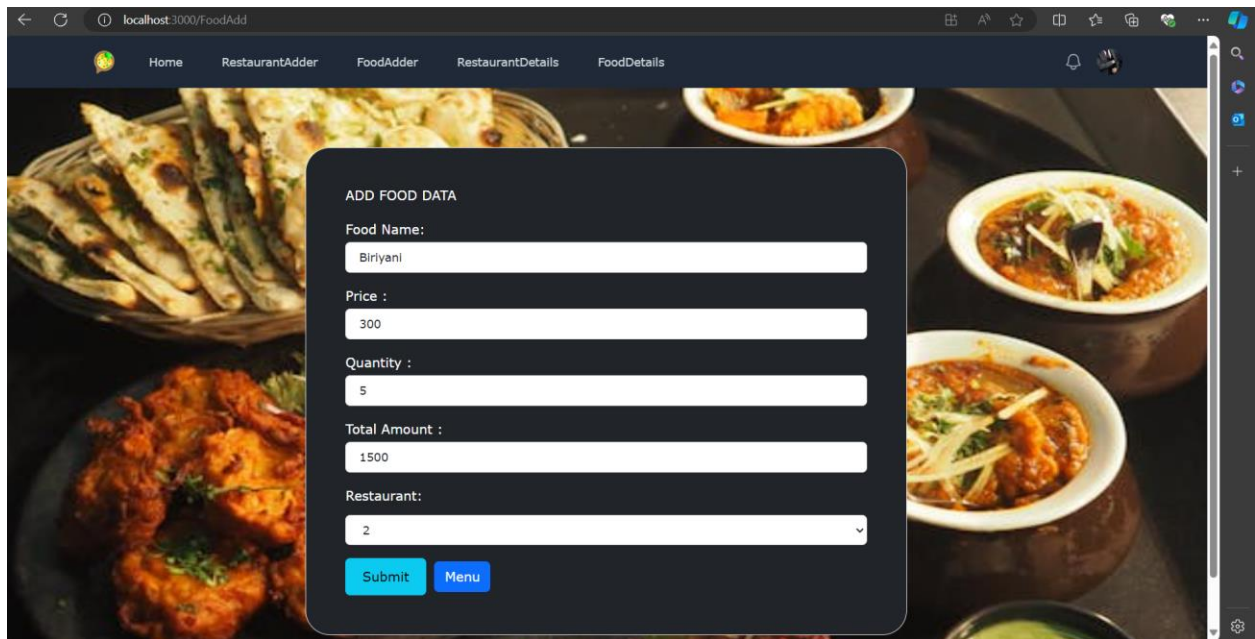 localhost:3000/FoodAdd
Home RestaurantAdder FoodAdder RestaurantDetails FoodDetails
ADD FOOD DATA
Food Name:
Biriyani
Price :
300
Quantity :
5
Total Amount :
1500
Restaurant:
2
Submit Menu